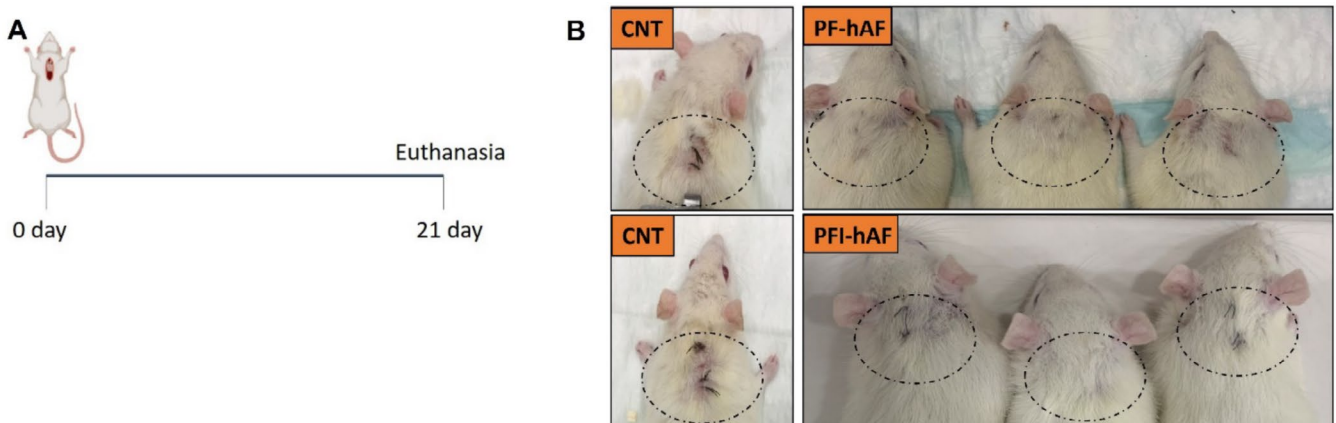 A
Euthanasia
0 day
21 day
B
CNT
PF-hAF
CNT
PFI-hAF